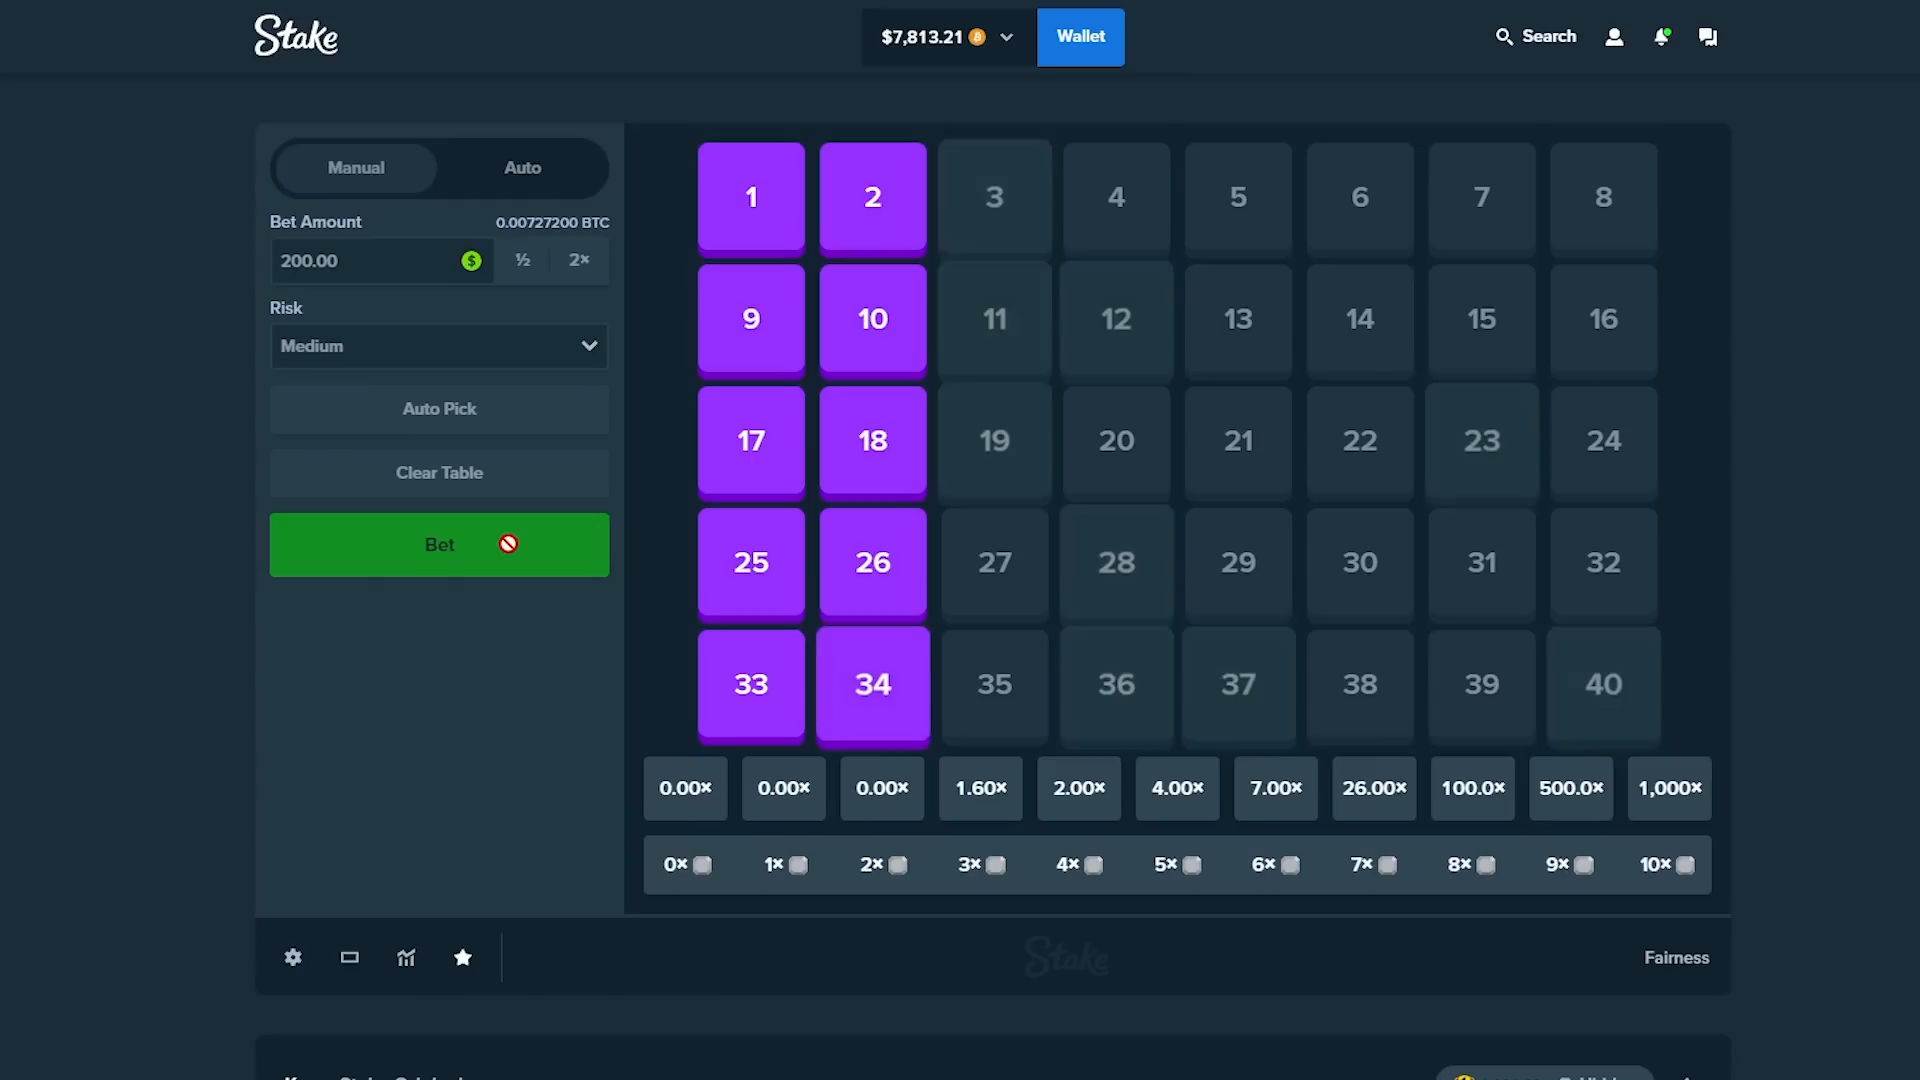 Stake
$7,813.21
Wallet
Search
Manual
Auto
Bet Amount
0.00727200 BTC
200.00
$
½
2×
Risk
Medium
Auto Pick
Clear Table
Bet
1 2 3 4 5 6 7 8
9 10 11 12 13 14 15 16
17 18 19 20 21 22 23 24
25 26 27 28 29 30 31 32
33 34 35 36 37 38 39 40
0.00× 0.00× 0.00× 1.60× 2.00× 4.00× 7.00× 26.00× 100.0× 500.0× 1,000×
0× 1× 2× 3× 4× 5× 6× 7× 8× 9× 10×
Stake
Fairness